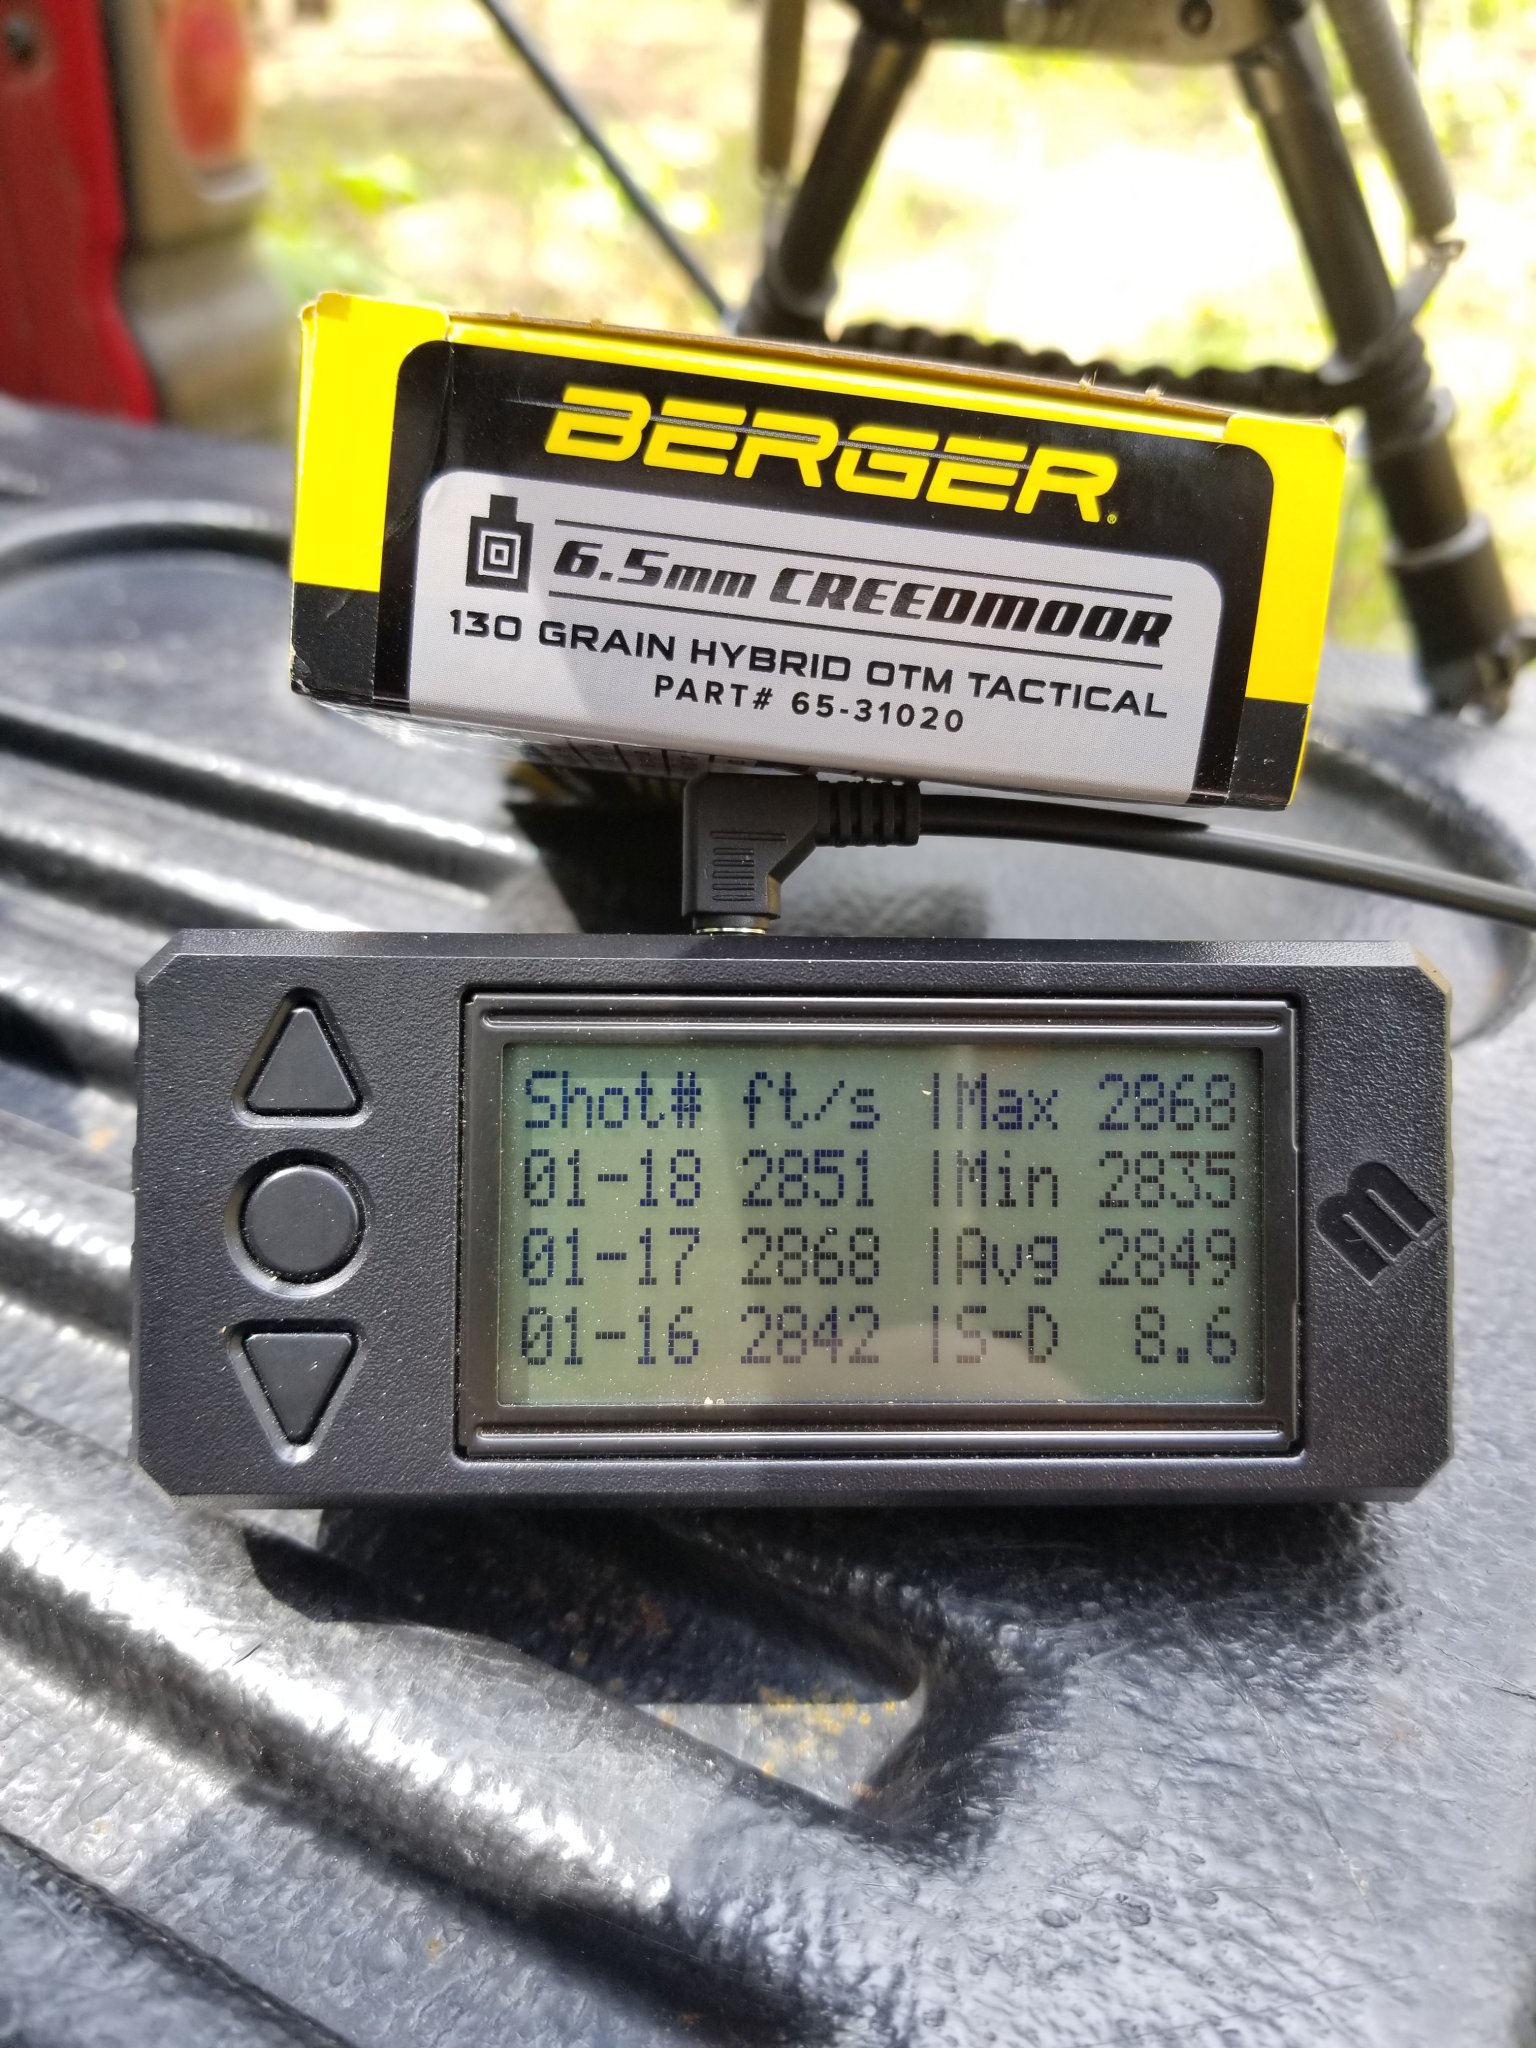 BERGER®
6.5mm CREEDMOOR
130 GRAIN HYBRID OTM TACTICAL
PART# 65-31020
Shot# ft/s |Max 2868
01-18 2851 |Min 2835
01-17 2868 |Avg 2849
01-16 2842 |S-D 8.6
m